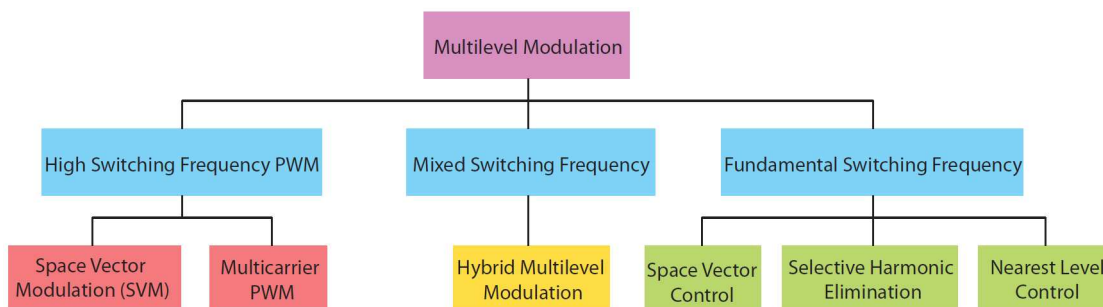 Multilevel Modulation
High Switching Frequency PWM
Mixed Switching Frequency
Fundamental Switching Frequency
Space Vector
Modulation (SVM)
Multicarrier
PWM
Hybrid Multilevel
Modulation
Space Vector
Control
Selective Harmonic
Elimination
Nearest Level
Control